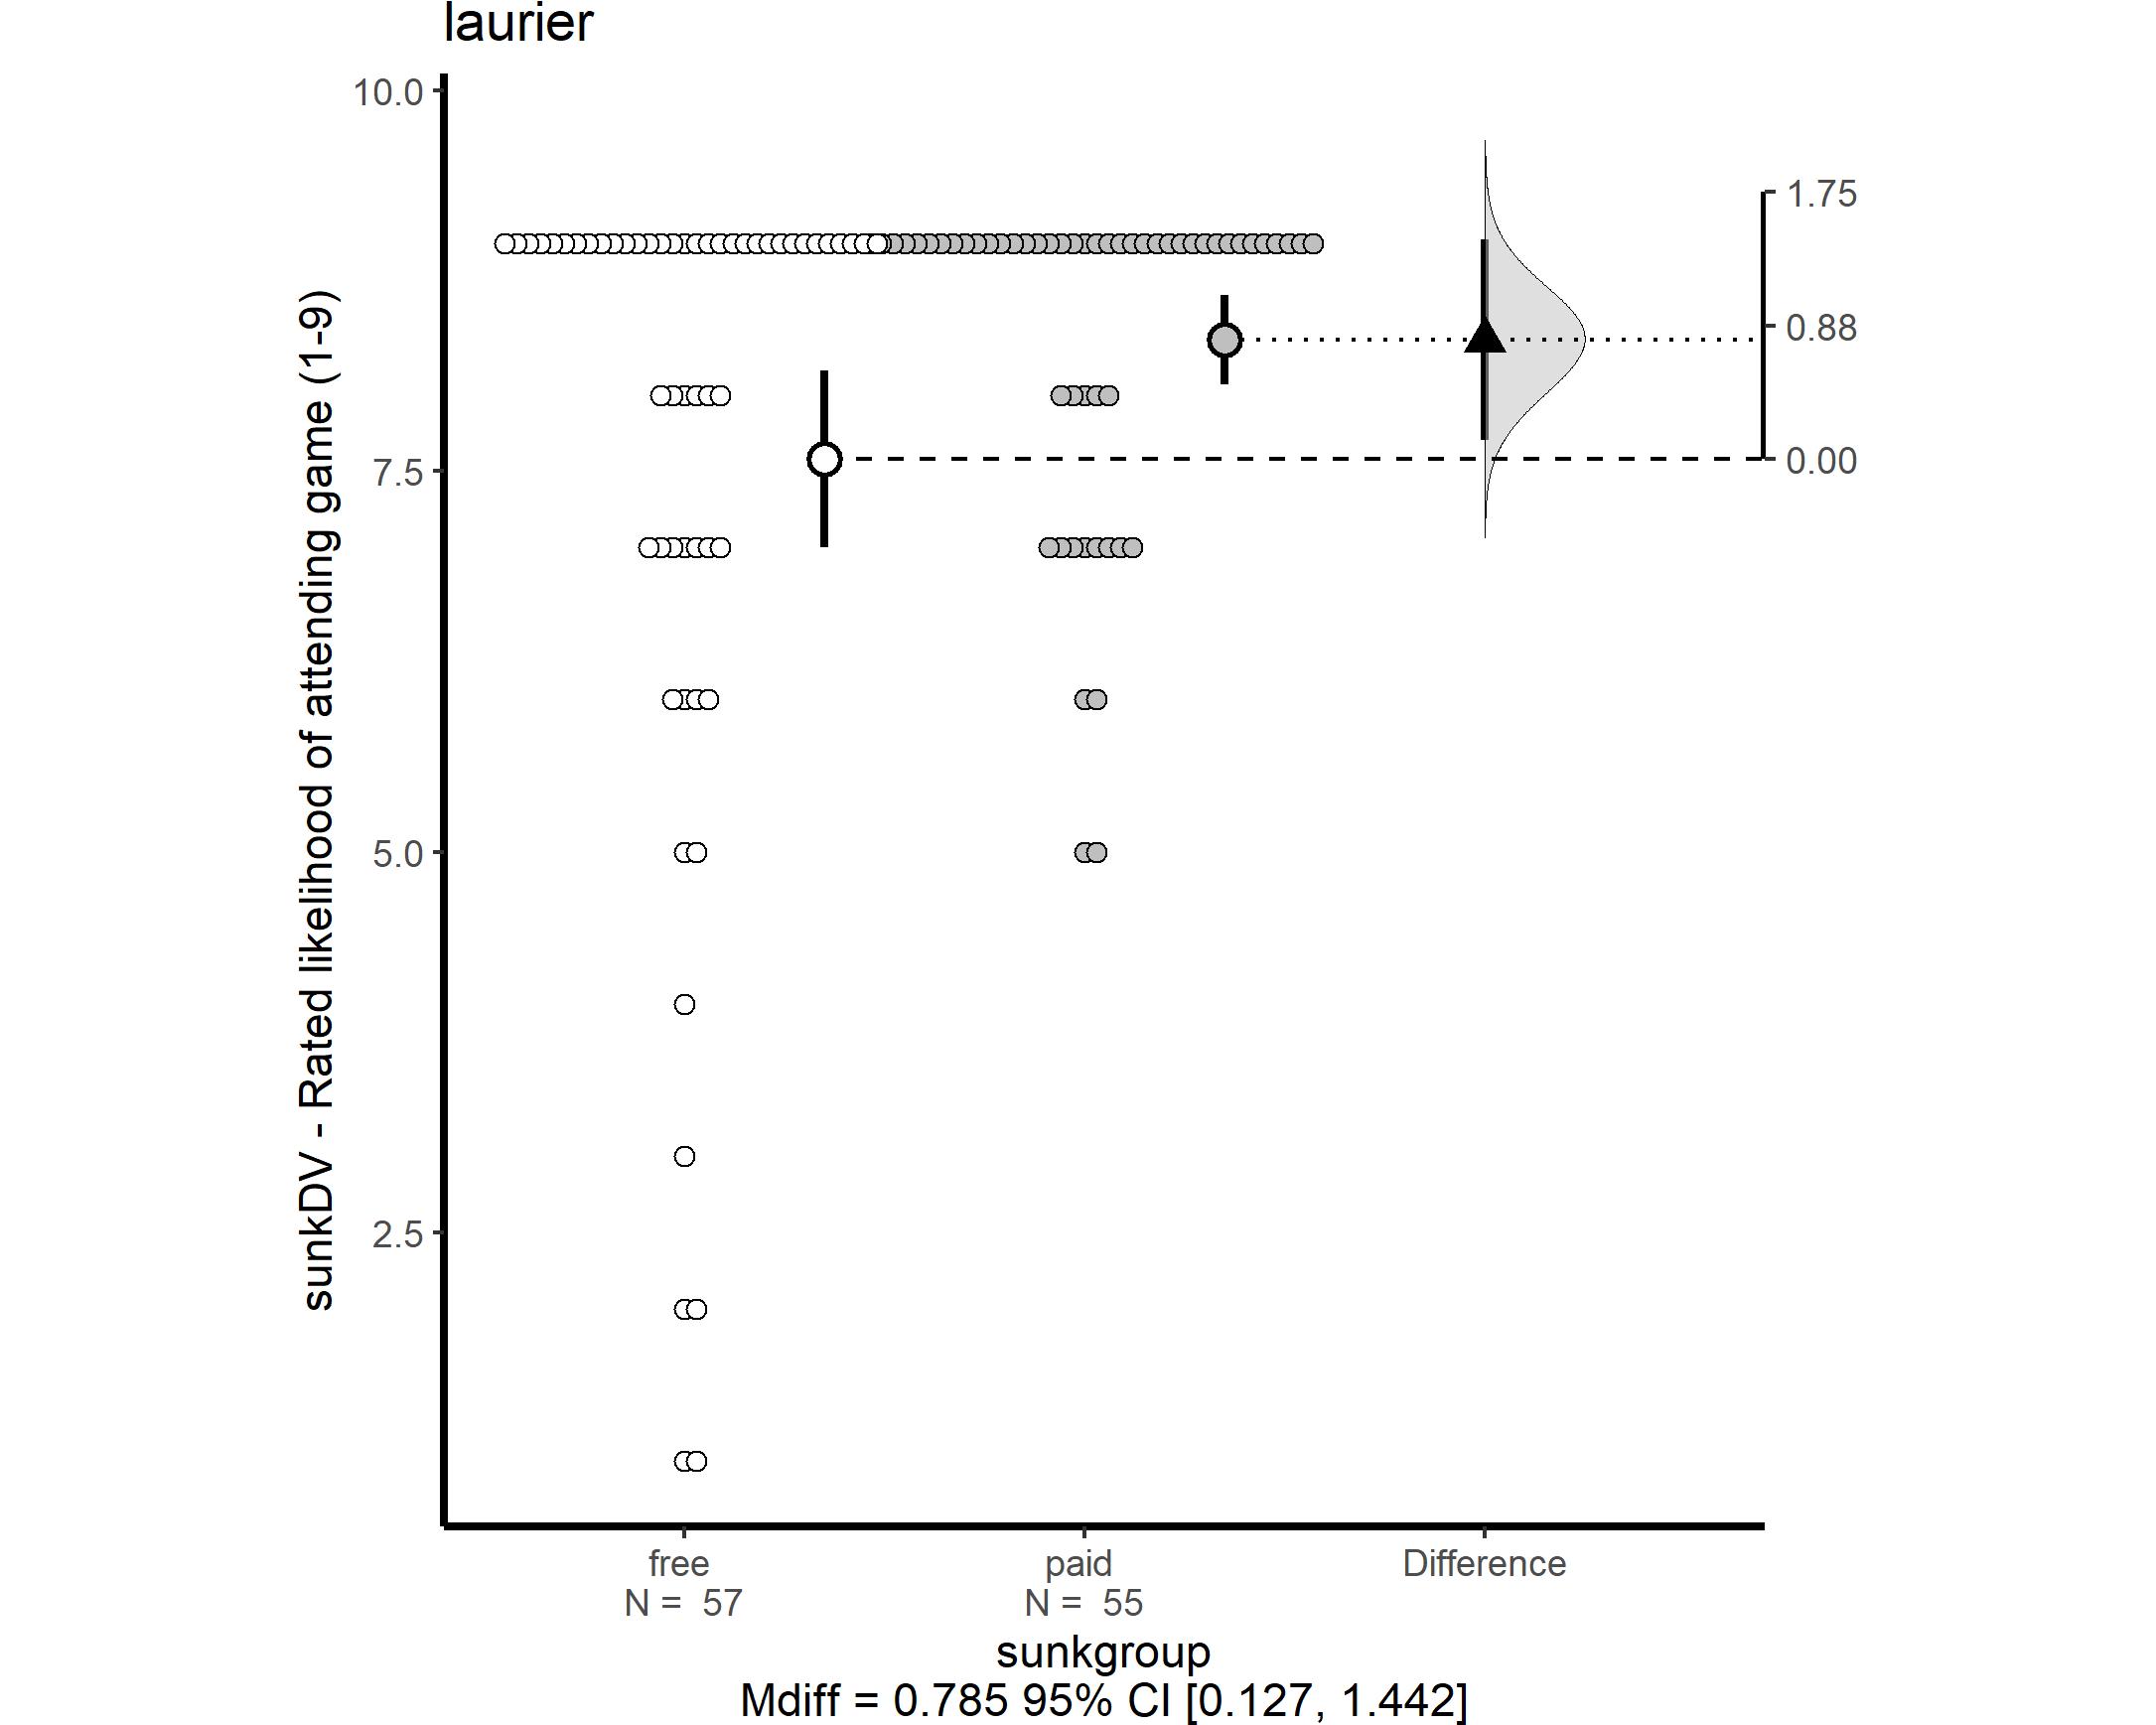 laurier
10.0
7.5
5.0
2.5
sunkDV - Rated likelihood of attending game (1-9)
1.75
0.88
0.00
free
N =  57
paid
N =  55
Difference
sunkgroup
Mdiff = 0.785 95% CI [0.127, 1.442]